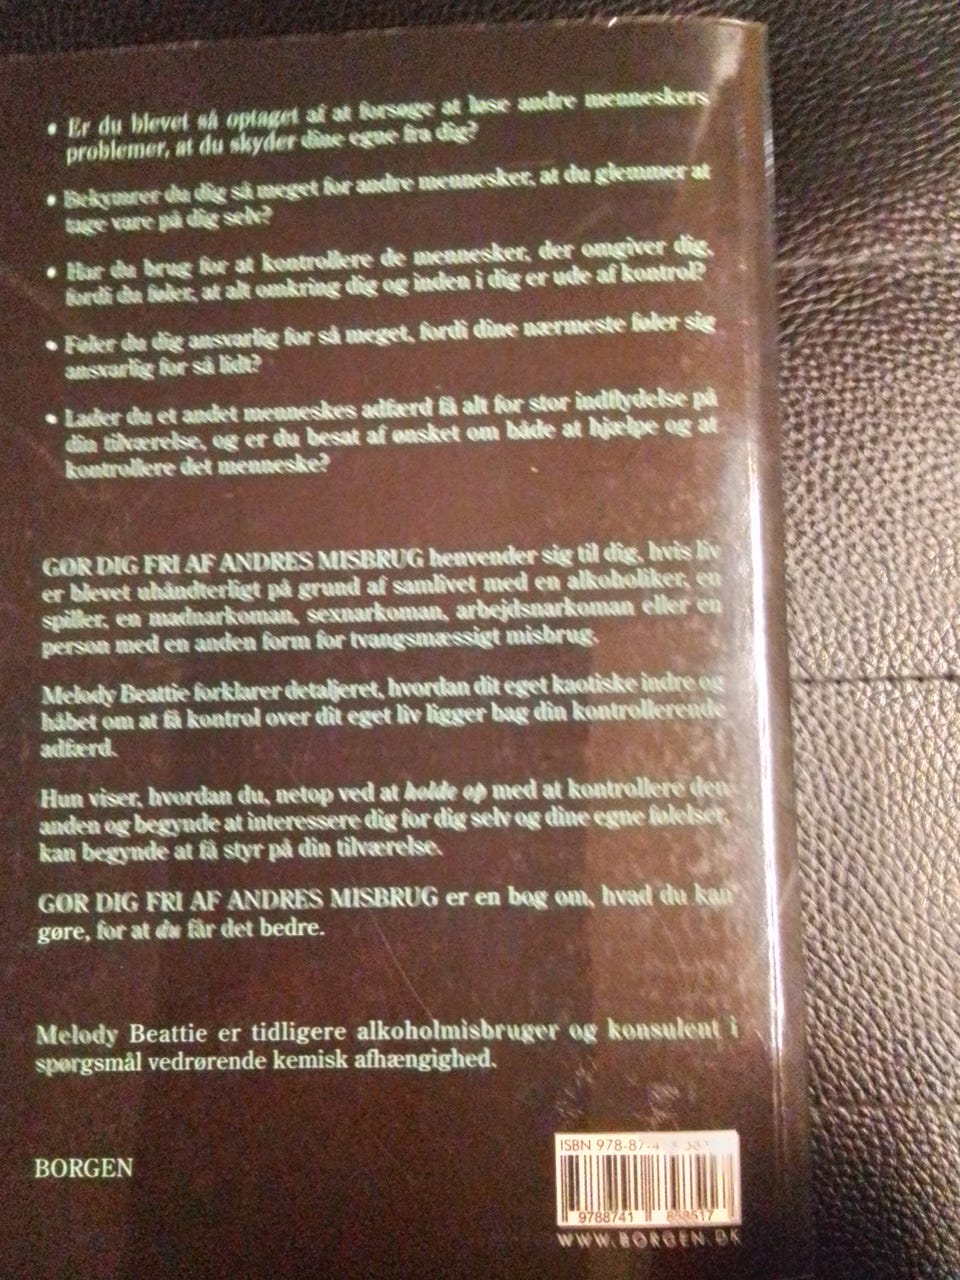 • Er du blevet så optaget af at forsøge at løse andre menneskers
problemer, at du skyder dine egne fra dig?
• Bekymrer du dig så meget for andre mennesker, at du glemmer at
tage vare på dig selv?
• Har du brug for at kontrollere de mennesker, der omgiver dig,
fordi du føler, at alt omkring dig og inden i dig er ude af kontrol?
• Føler du dig ansvarlig for så meget, fordi dine nærmeste føler sig
ansvarlig for så lidt?
• Lader du et andet menneskes adfærd få alt for stor indflydelse på
din tilværelse, og er du besat af ønsket om både at hjælpe og at
kontrollere det menneske?
GØR DIG FRI AF ANDRES MISBRUG henvender sig til dig, hvis liv
er blevet uhåndterligt på grund af samlivet med en alkoholiker, en
spiller, en madnarkoman, sexnarkoman, arbejdsnarkoman eller en
person med en anden form for tvangsmæssigt misbrug.
Melody Beattie forklarer detaljeret, hvordan dit eget kaotiske indre og
håbet om at få kontrol over dit eget liv ligger bag din kontrollerende
adfærd.
Hun viser, hvordan du, netop ved at holde op med at kontrollere den
anden og begynde at interessere dig for dig selv og dine egne følelser,
kan begynde at få styr på din tilværelse.
GØR DIG FRI AF ANDRES MISBRUG er en bog om, hvad du kan
gøre, for at du får det bedre.
Melody Beattie er tidligere alkoholmisbruger og konsulent i
spørgsmål vedrørende kemisk afhængighed.
BORGEN
ISBN 978-87-
9788741
WWW.BORGEN.DK